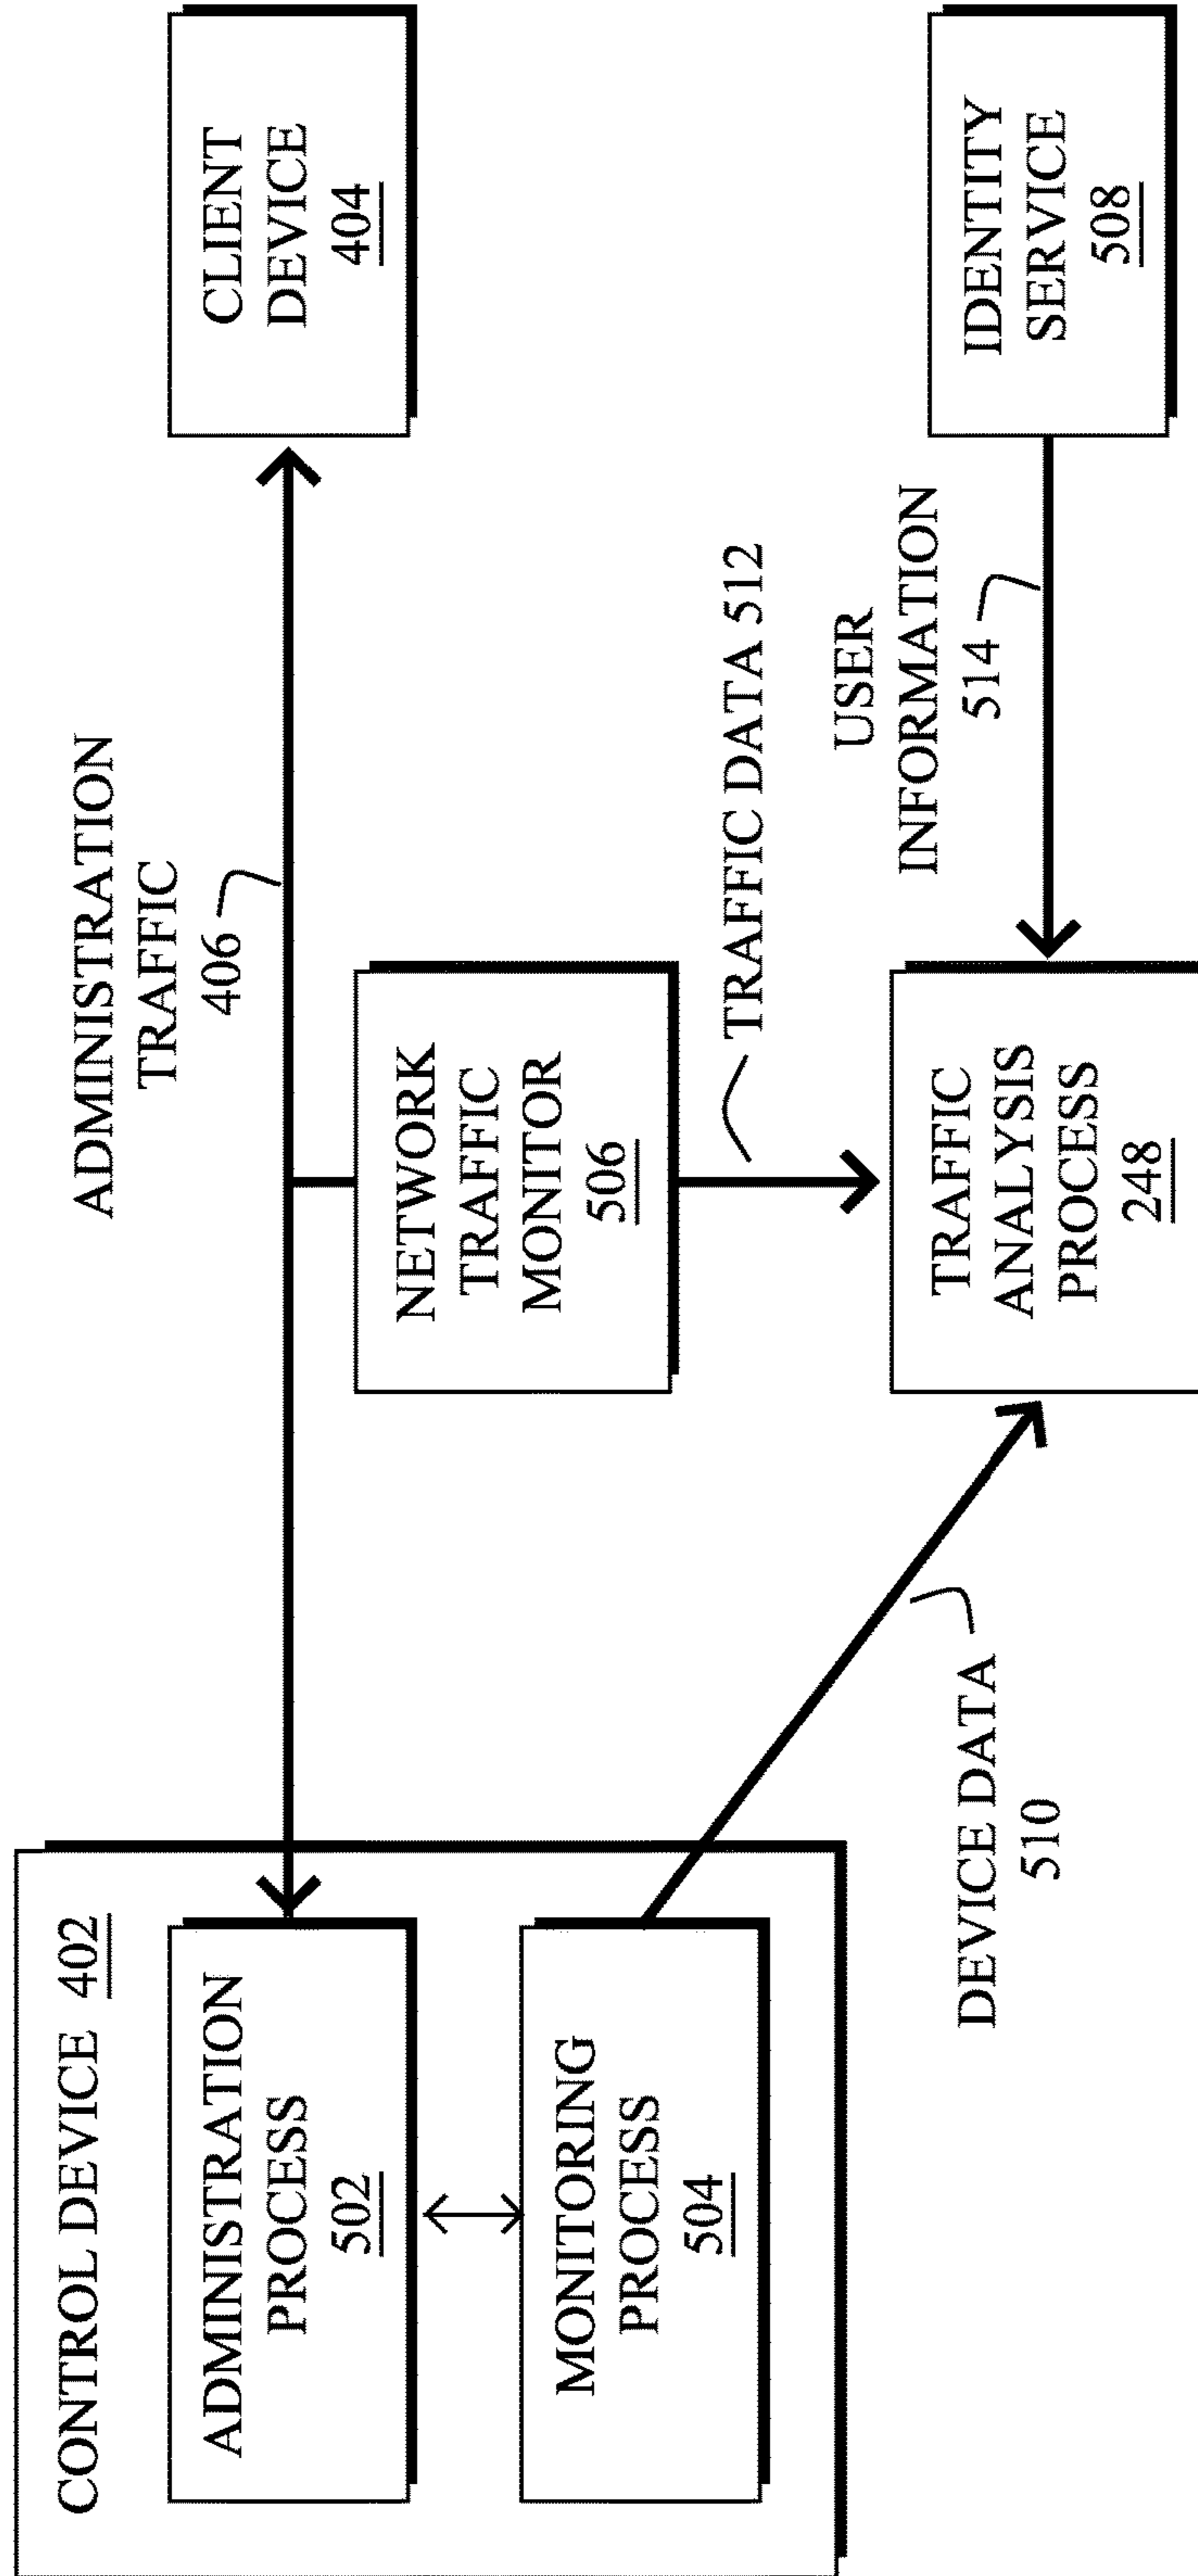 CONTROL DEVICE 402
ADMINISTRATION
PROCESS
502
MONITORING
PROCESS
504
ADMINISTRATION
TRAFFIC
406
CLIENT
DEVICE
404
NETWORK
TRAFFIC
MONITOR
506
TRAFFIC DATA 512
DEVICE DATA
510
TRAFFIC
ANALYSIS
PROCESS
248
USER
INFORMATION
514
IDENTITY
SERVICE
508